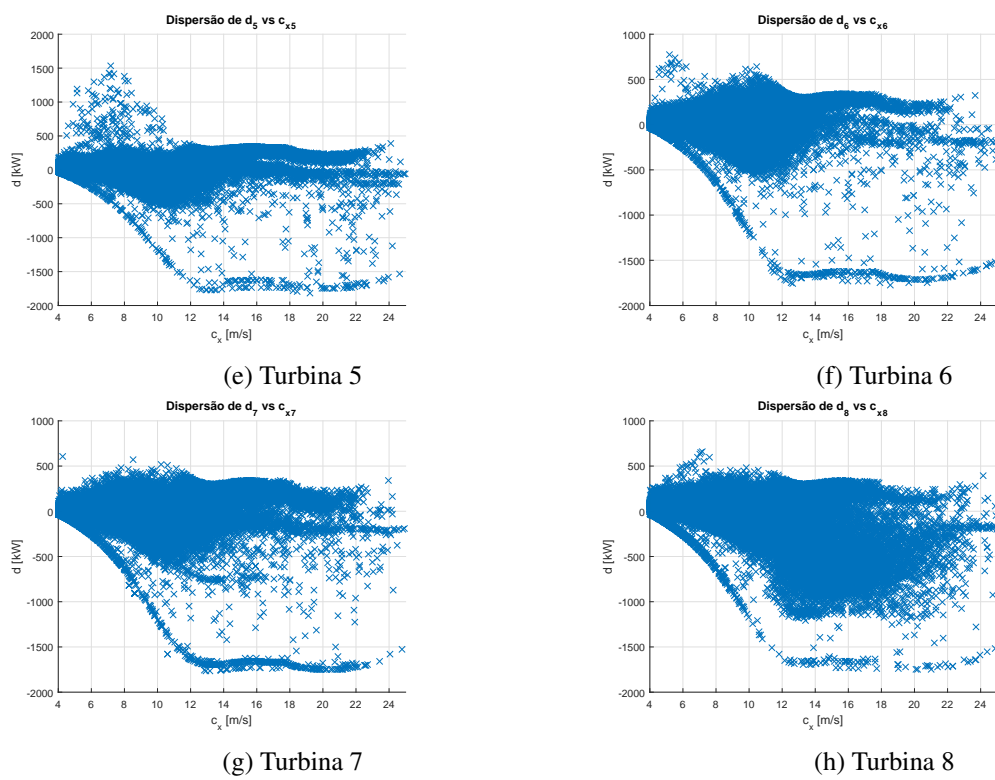 Dispersão de d5 vs cx5
2000
1500
1000
500
0
-500
-1000
-1500
-2000
d [kW]
4 6 8 10 12 14 16 18 20 22 24
cx [m/s]
(e) Turbina 5
Dispersão de d6 vs cx6
1000
500
0
-500
-1000
-1500
-2000
d [kW]
4 6 8 10 12 14 16 18 20 22 24
cx [m/s]
(f) Turbina 6
Dispersão de d7 vs cx7
1000
500
0
-500
-1000
-1500
-2000
d [kW]
4 6 8 10 12 14 16 18 20 22 24
cx [m/s]
(g) Turbina 7
Dispersão de d8 vs cx8
1000
500
0
-500
-1000
-1500
-2000
d [kW]
4 6 8 10 12 14 16 18 20 22 24
cx [m/s]
(h) Turbina 8